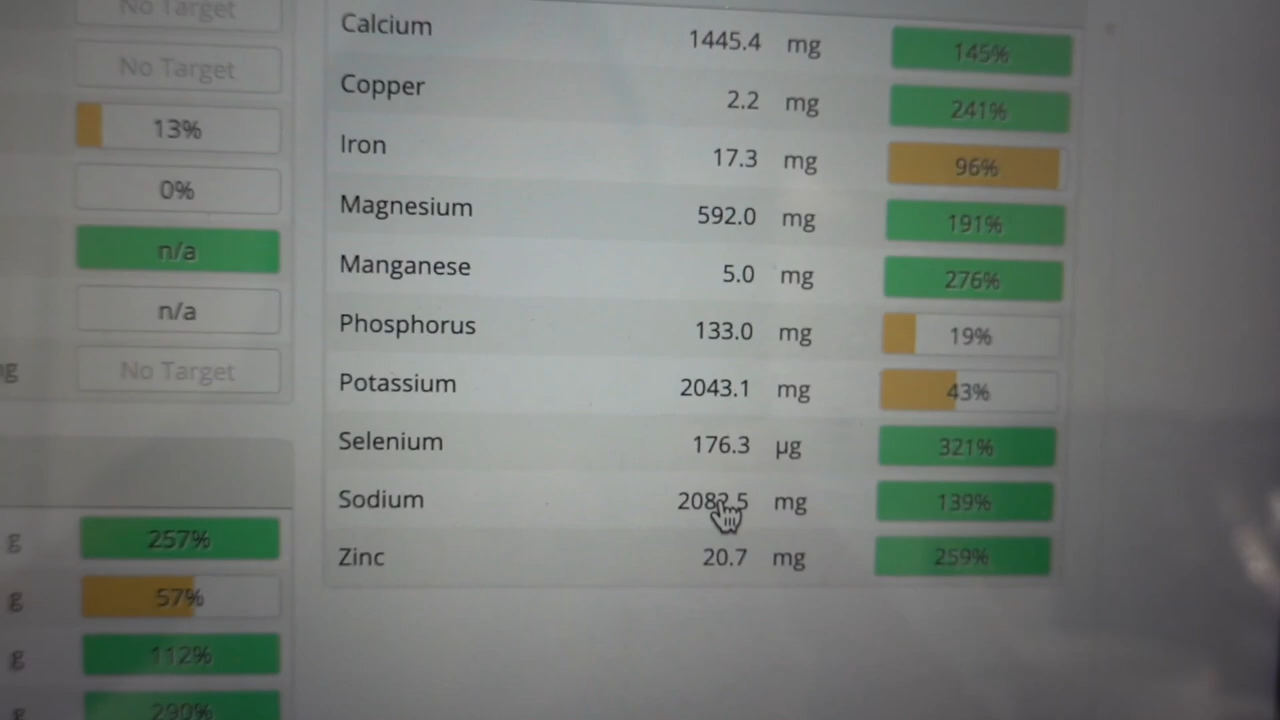 No Target
No Target
13%
0%
n/a
n/a
g No Target
g 257%
g 57%
g 112%
290%
Calcium 1445.4 mg 145%
Copper 2.2 mg 241%
Iron 17.3 mg 96%
Magnesium 592.0 mg 191%
Manganese 5.0 mg 276%
Phosphorus 133.0 mg 19%
Potassium 2043.1 mg 43%
Selenium 176.3 µg 321%
Sodium mg 139%
Zinc 20.7 mg 259%